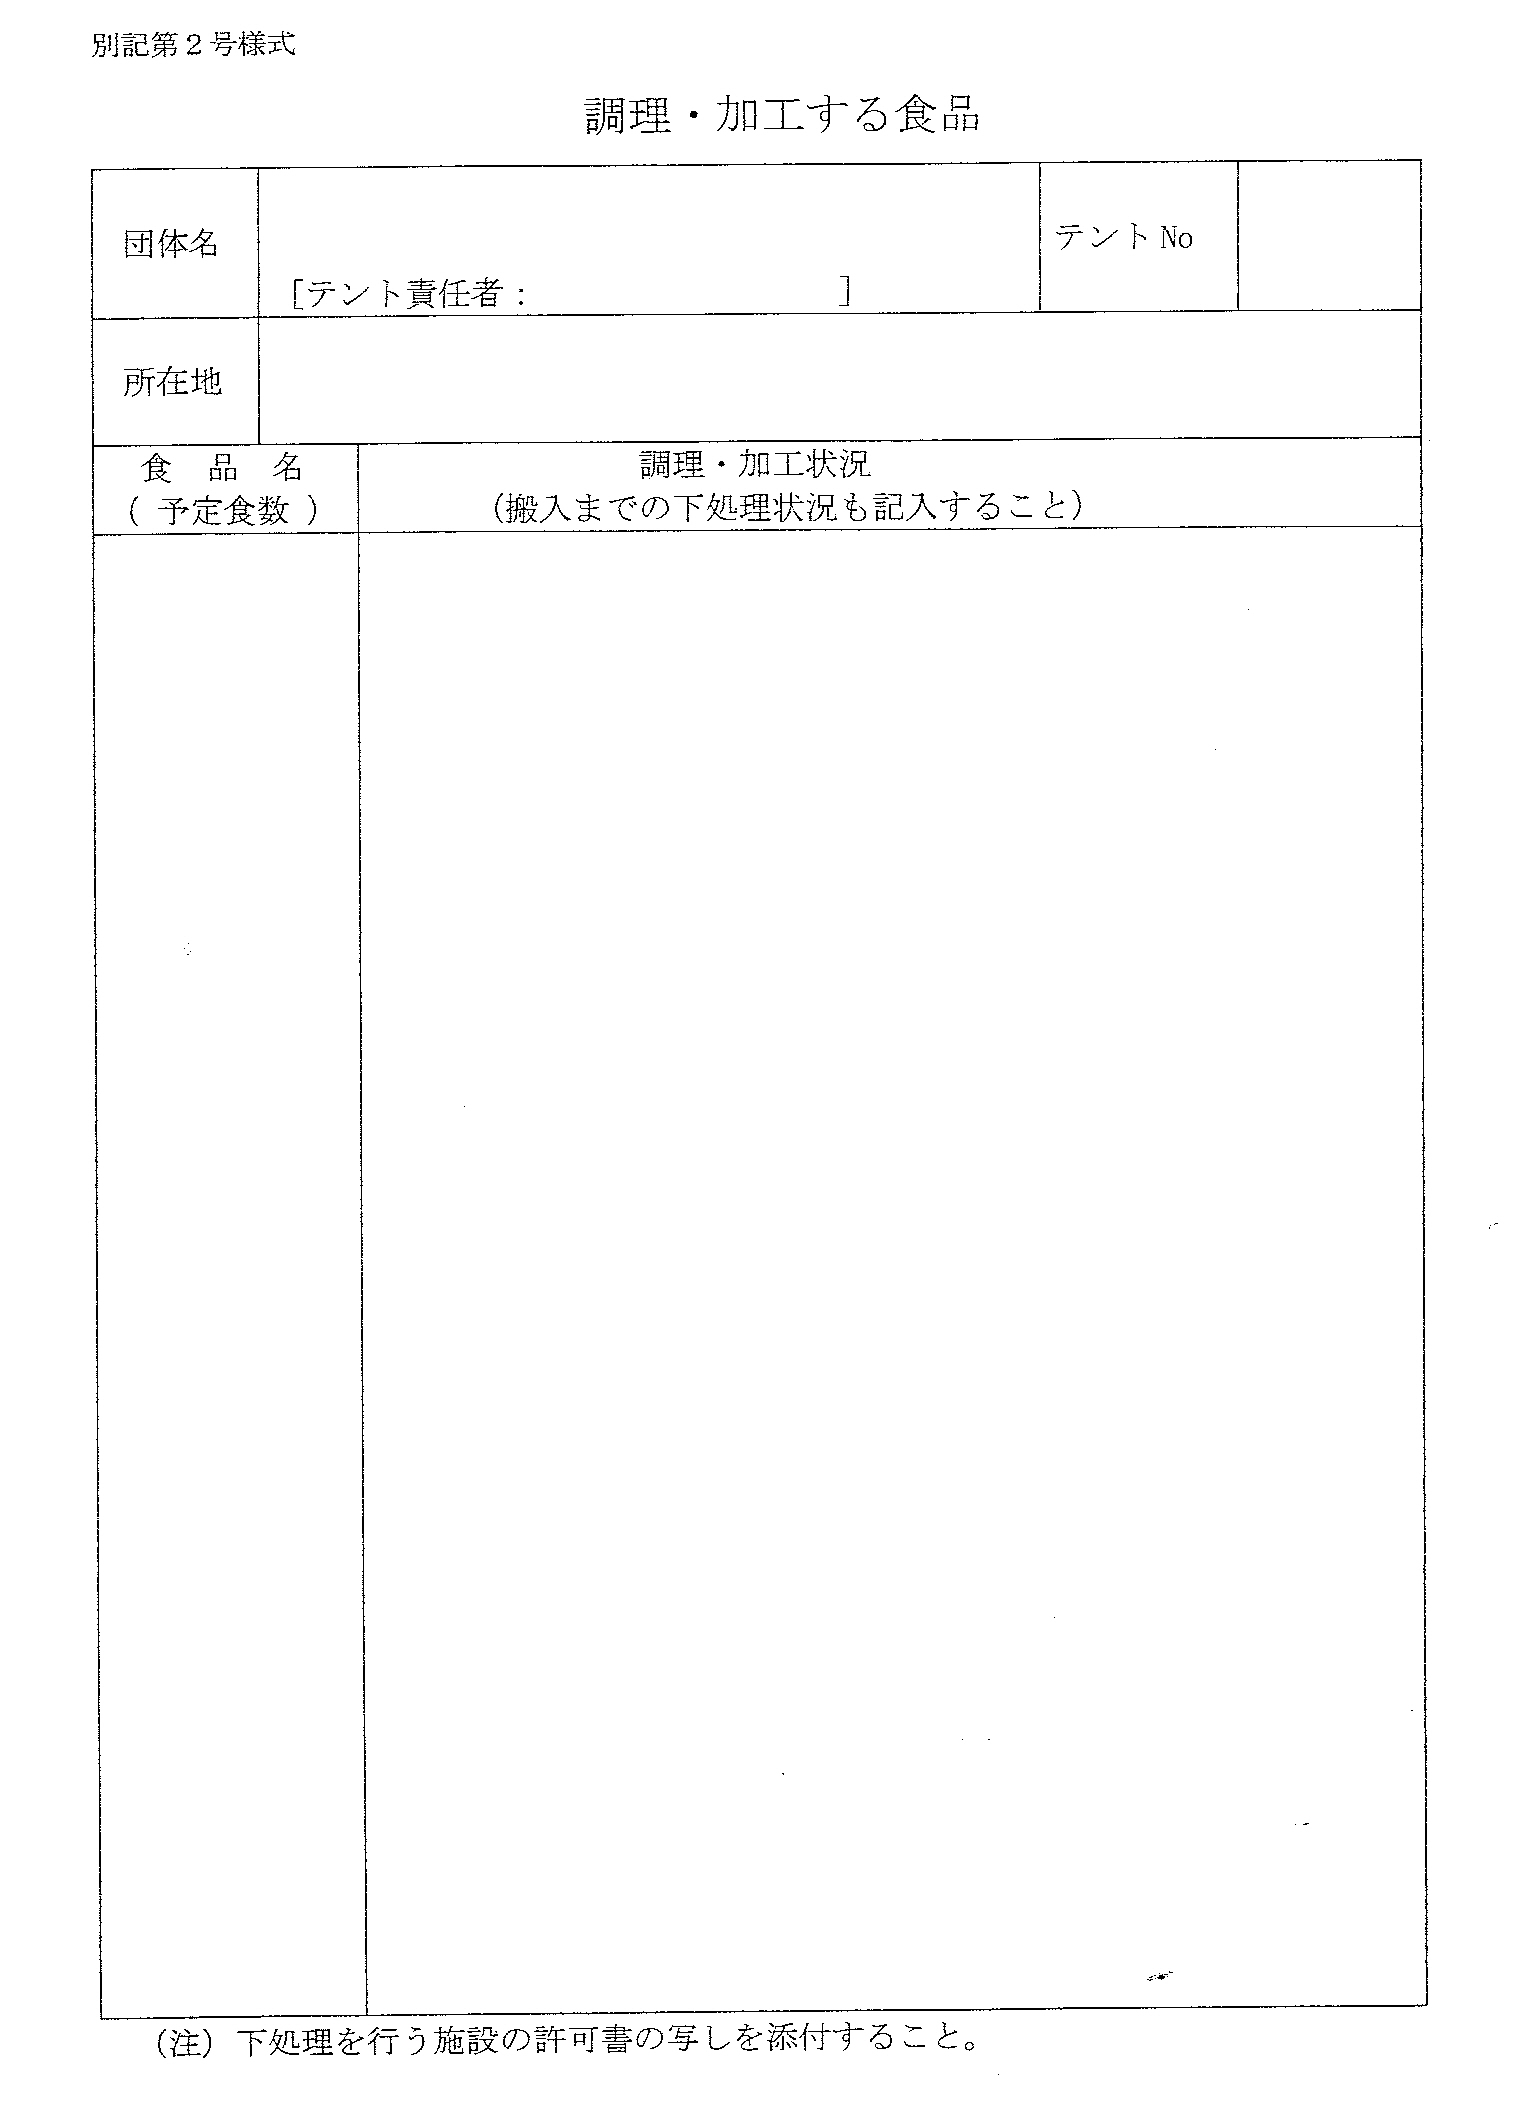 別記第２号様式
調理・加工する食品
団体名
[テント責任者： ]
テントNo
所在地
食　品　名
（ 予定食数 ）
調理・加工状況
（搬入までの下処理状況も記入すること）
（注）下処理を行う施設の許可書の写しを添付すること。